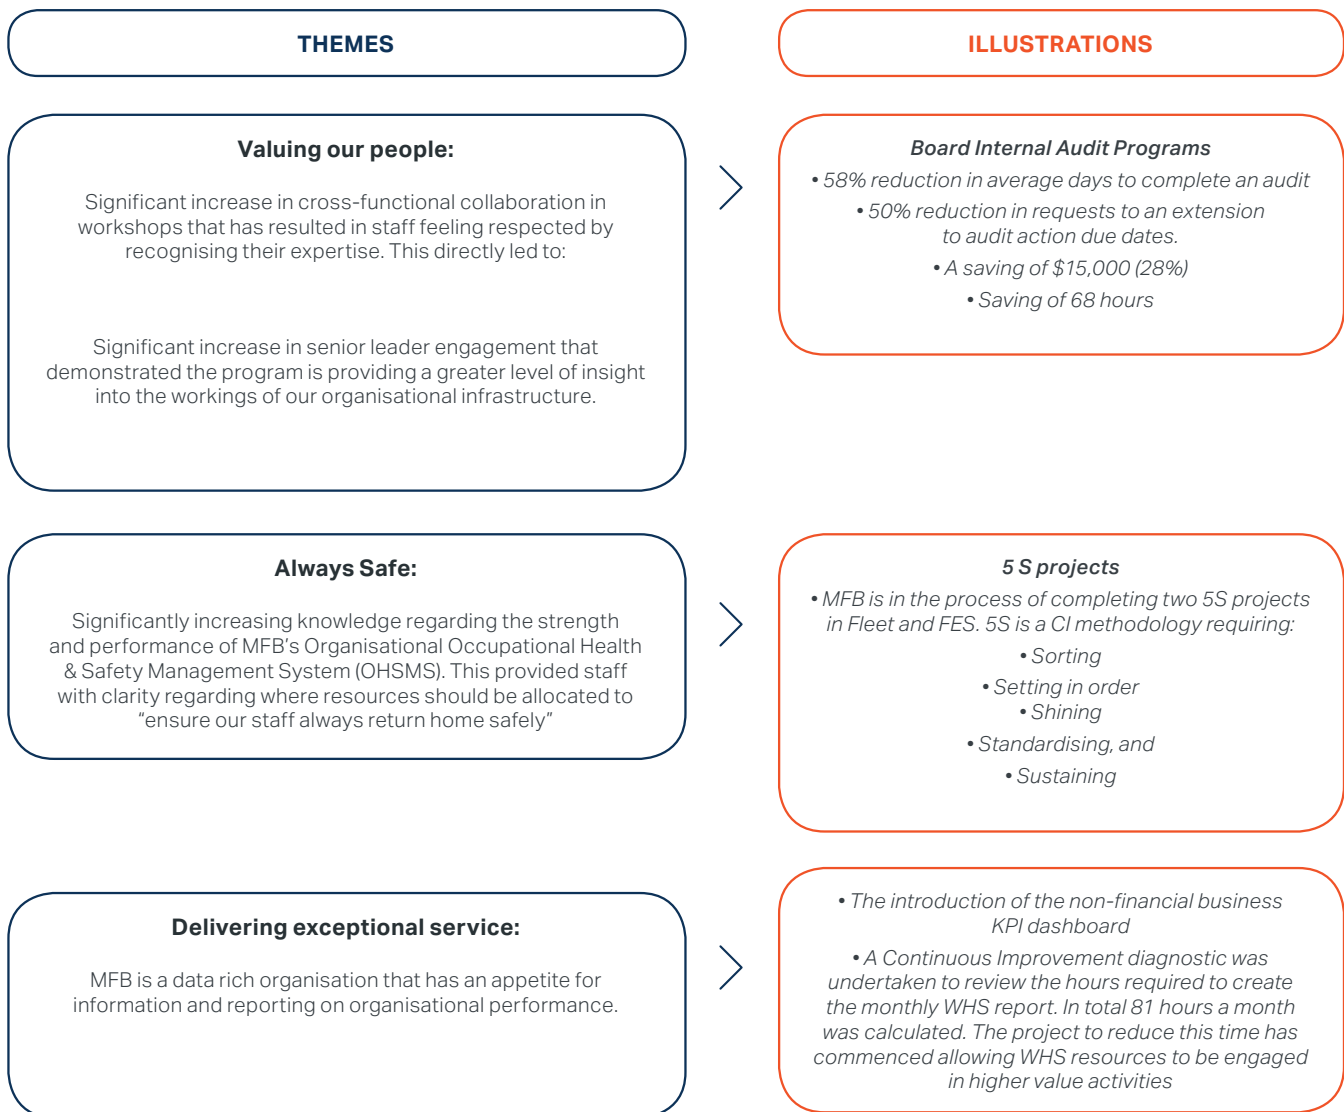 THEMES
ILLUSTRATIONS
Valuing our people:
Significant increase in cross-functional collaboration in
workshops that has resulted in staff feeling respected by
recognising their expertise. This directly led to:
Significant increase in senior leader engagement that
demonstrated the program is providing a greater level of insight
into the workings of our organisational infrastructure.
Board Internal Audit Programs
• 58% reduction in average days to complete an audit
• 50% reduction in requests to an extension
to audit action due dates.
• A saving of $15,000 (28%)
• Saving of 68 hours
Always Safe:
Significantly increasing knowledge regarding the strength
and performance of MFB’s Organisational Occupational Health
& Safety Management System (OHSMS). This provided staff
with clarity regarding where resources should be allocated to
“ensure our staff always return home safely”
5 S projects
• MFB is in the process of completing two 5S projects
in Fleet and FES. 5S is a CI methodology requiring:
• Sorting
• Setting in order
• Shining
• Standardising, and
• Sustaining
Delivering exceptional service:
MFB is a data rich organisation that has an appetite for
information and reporting on organisational performance.
• The introduction of the non-financial business
KPI dashboard
• A Continuous Improvement diagnostic was
undertaken to review the hours required to create
the monthly WHS report. In total 81 hours a month
was calculated. The project to reduce this time has
commenced allowing WHS resources to be engaged
in higher value activities